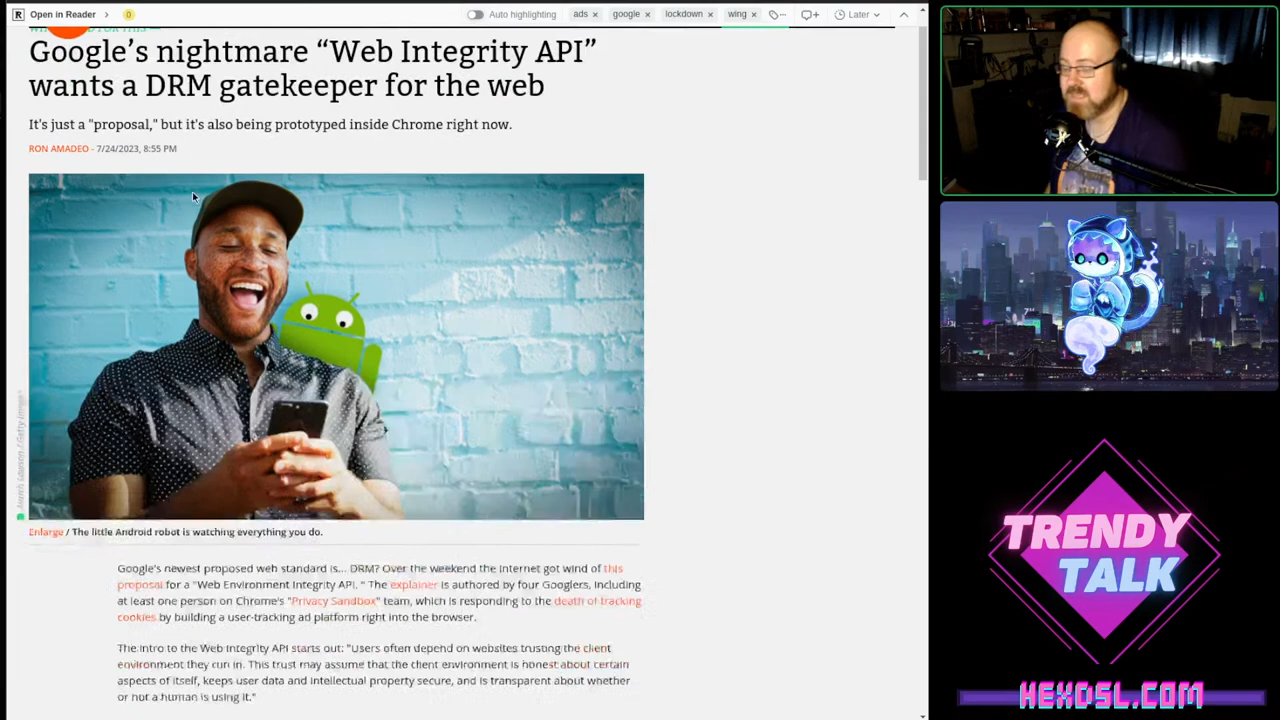 Open in Reader
0
Auto highlighting
ads
google
lockdown
wing
Later
Google's nightmare “Web Integrity API”
wants a DRM gatekeeper for the web
It's just a "proposal," but it's also being prototyped inside Chrome right now.
RON AMADEO - 7/24/2023, 8:55 PM
Enlarge / The little Android robot is watching everything you do.
Google's newest proposed web standard is... DRM? Over the weekend the Internet got wind of this
proposal for a "Web Environment Integrity API. " The explainer is authored by four Googlers, including
at least one person on Chrome's "Privacy Sandbox" team, which is responding to the death of tracking
cookies by building a user-tracking ad platform right into the browser.
The intro to the Web Integrity API starts out: "Users often depend on websites trusting the client
environment they run in. This trust may assume that the client environment is honest about certain
aspects of itself, keeps user data and intellectual property secure, and is transparent about whether
or not a human is using it."
TRENDY
TALK
HEXDSL.COM